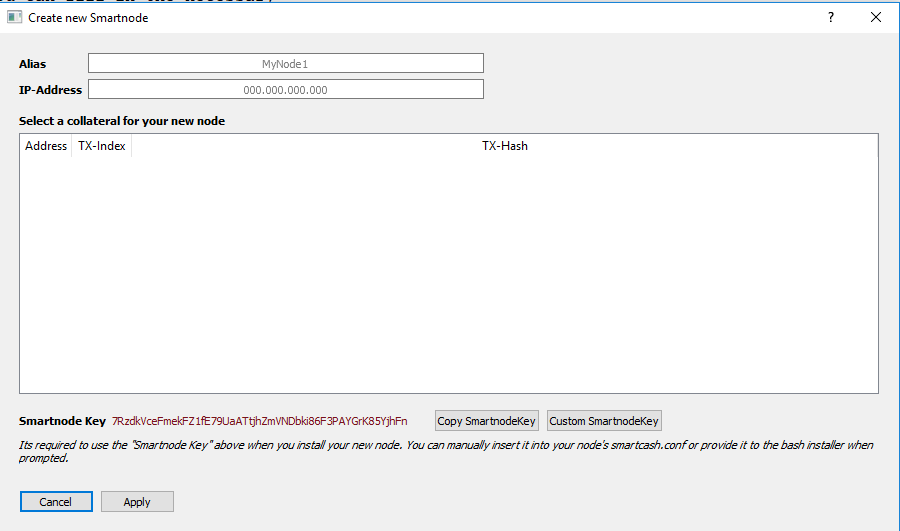 Create new Smartnode
?
Alias
MyNode1
IP-Address
000.000.000.000
Select a collateral for your new node
Address TX-Index TX-Hash
Smartnode Key 7RzdkVceFmekFZ1fE79UaATtjhZmVNDbki86F3PAYGrK85YjhFn Copy SmartnodeKey Custom SmartnodeKey
Its required to use the "Smartnode Key" above when you install your new node. You can manually insert it into your node's smartcash.conf or provide it to the bash installer when
prompted.
Cancel Apply